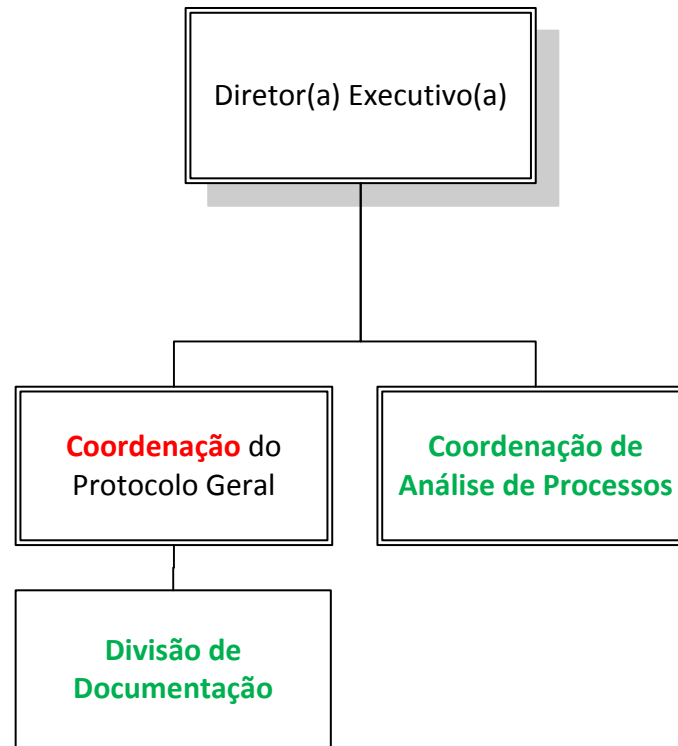 Diretor(a) Executivo(a)
Coordenação do
Protocolo Geral
Coordenação de
Análise de Processos
Divisão de
Documentação